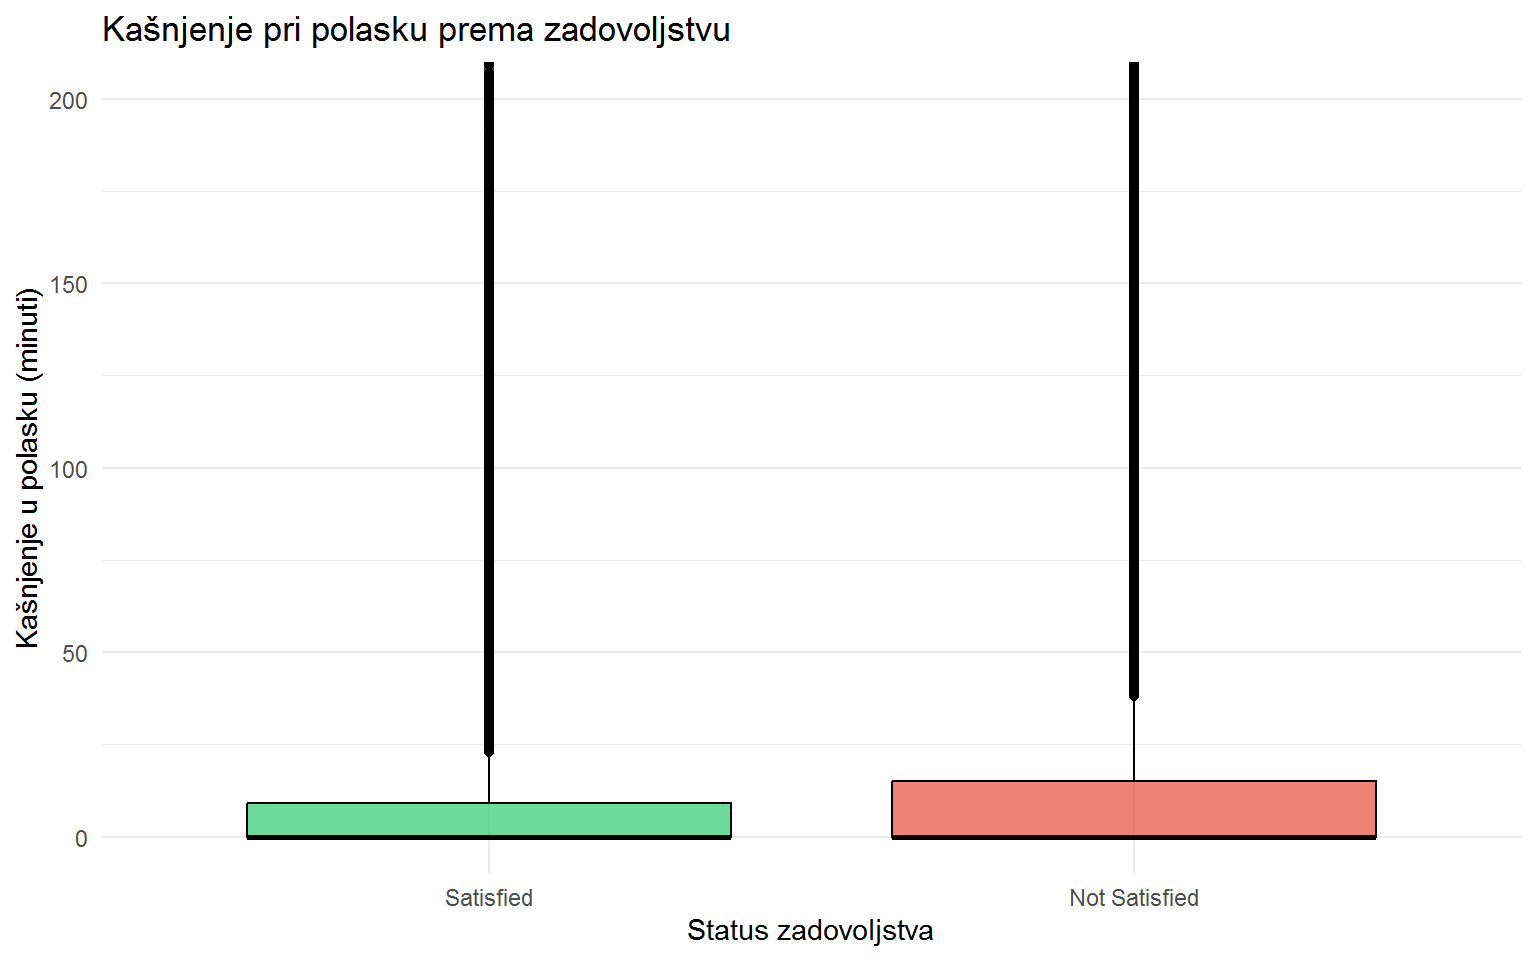 Kašnjenje pri polasku prema zadovoljstvu
Kašnjenje u polasku (minuti)
200
150
100
50
0
Satisfied
Not Satisfied
Status zadovoljstva